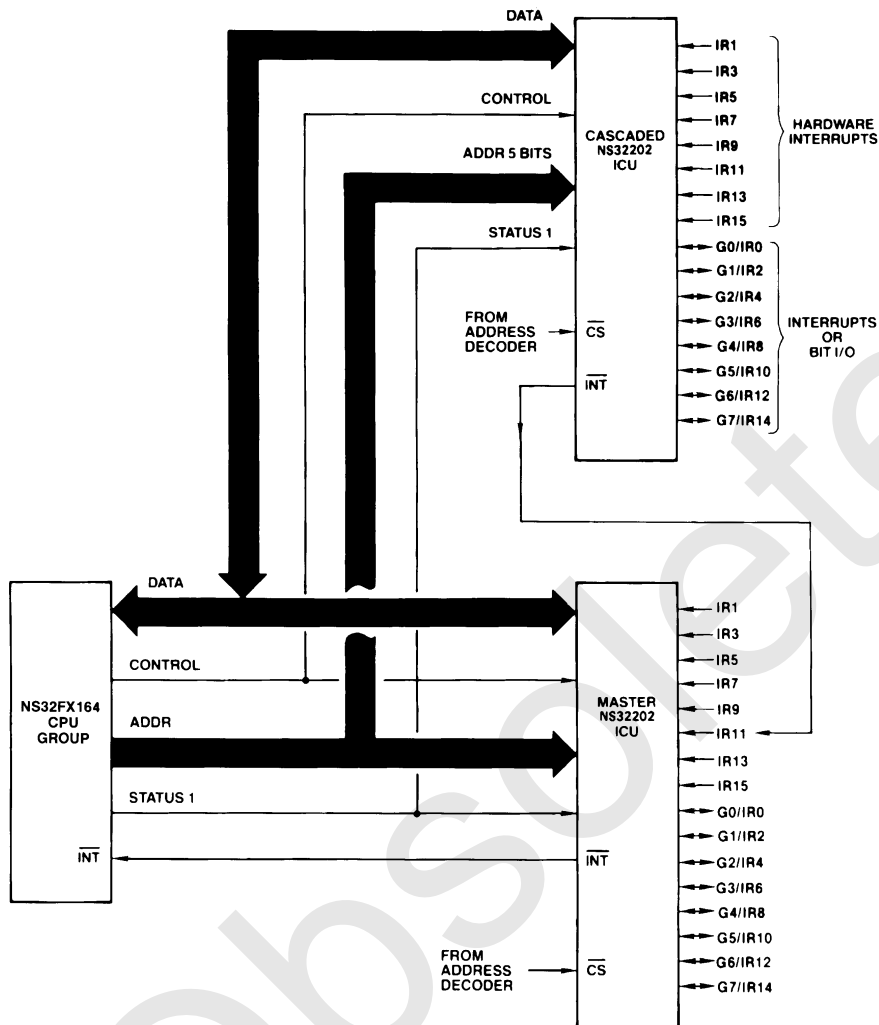 DATA
CONTROL
ADDR 5 BITS
STATUS 1
FROM
ADDRESS
DECODER
CASCADED
NS32202
ICU
CS
INT
IR1
IR3
IR5
IR7
IR9
IR11
IR13
IR15
G0/IR0
G1/IR2
G2/IR4
G3/IR6
G4/IR8
G5/IR10
G6/IR12
G7/IR14
HARDWARE
INTERRUPTS
INTERRUPTS
OR
BIT I/O
NS32FX164
CPU
GROUP
INT
DATA
CONTROL
ADDR
STATUS 1
FROM
ADDRESS
DECODER
MASTER
NS32202
ICU
INT
CS
IR1
IR3
IR5
IR7
IR9
IR11
IR13
IR15
G0/IR0
G1/IR2
G2/IR4
G3/IR6
G4/IR8
G5/IR10
G6/IR12
G7/IR14
Obsolete